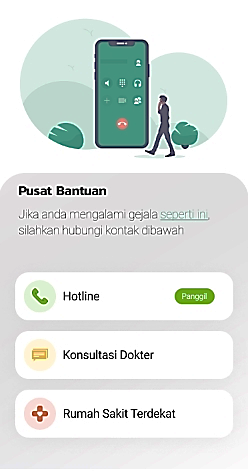 Pusat Bantuan
Jika anda mengalami gejala seperti ini,
silahkan hubungi kontak dibawah
Hotline
Panggil
Konsultasi Dokter
Rumah Sakit Terdekat